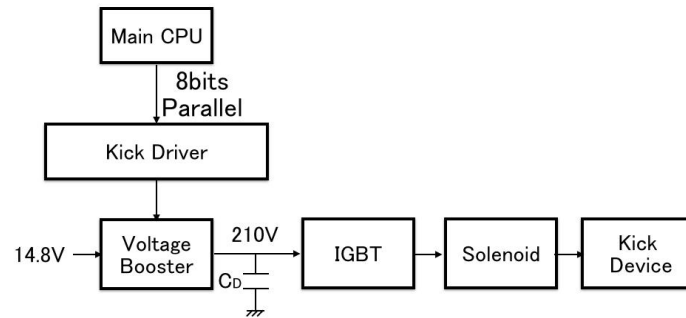 Main CPU
8bits
Parallel
Kick Driver
14.8V
Voltage
Booster
210V
CD
IGBT
Solenoid
Kick
Device